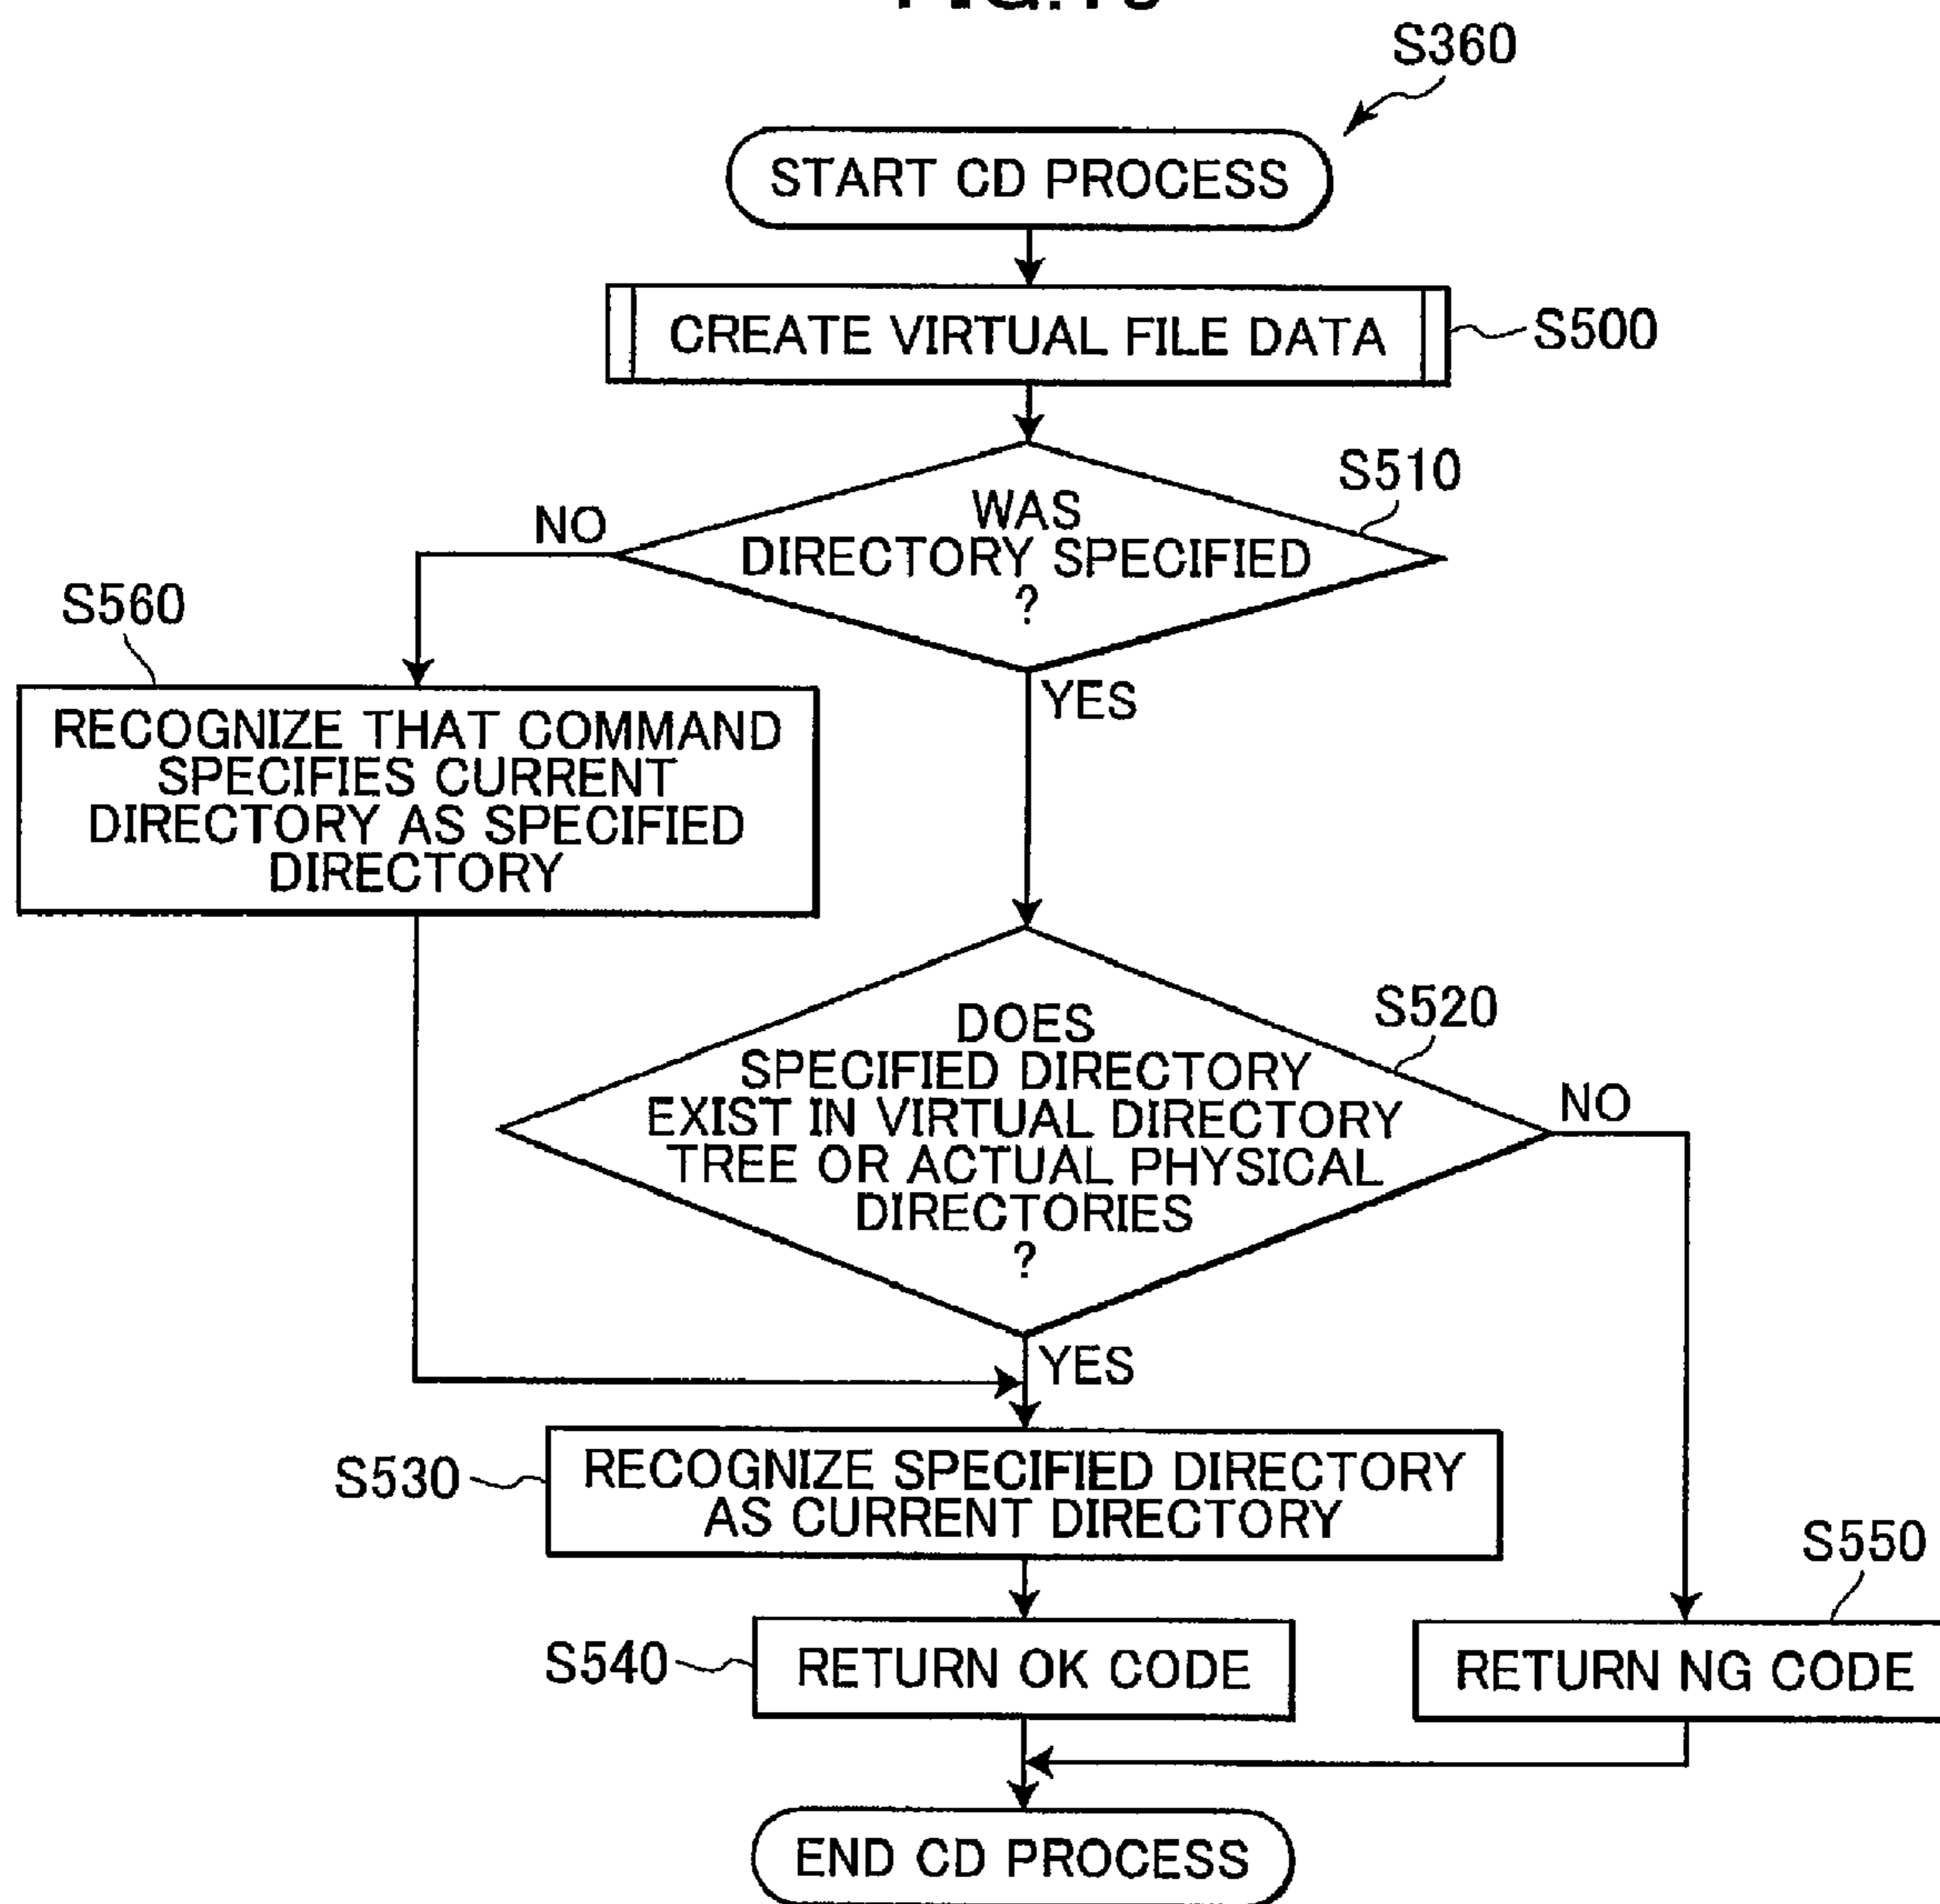 S360
START CD PROCESS
CREATE VIRTUAL FILE DATA
S500
S510
WAS
DIRECTORY SPECIFIED
?
NO
YES
S560
RECOGNIZE THAT COMMAND
SPECIFIES CURRENT
DIRECTORY AS SPECIFIED
DIRECTORY
S520
DOES
SPECIFIED DIRECTORY
EXIST IN VIRTUAL DIRECTORY
TREE OR ACTUAL PHYSICAL
DIRECTORIES
?
NO
YES
S530
RECOGNIZE SPECIFIED DIRECTORY
AS CURRENT DIRECTORY
S550
S540
RETURN OK CODE
RETURN NG CODE
END CD PROCESS